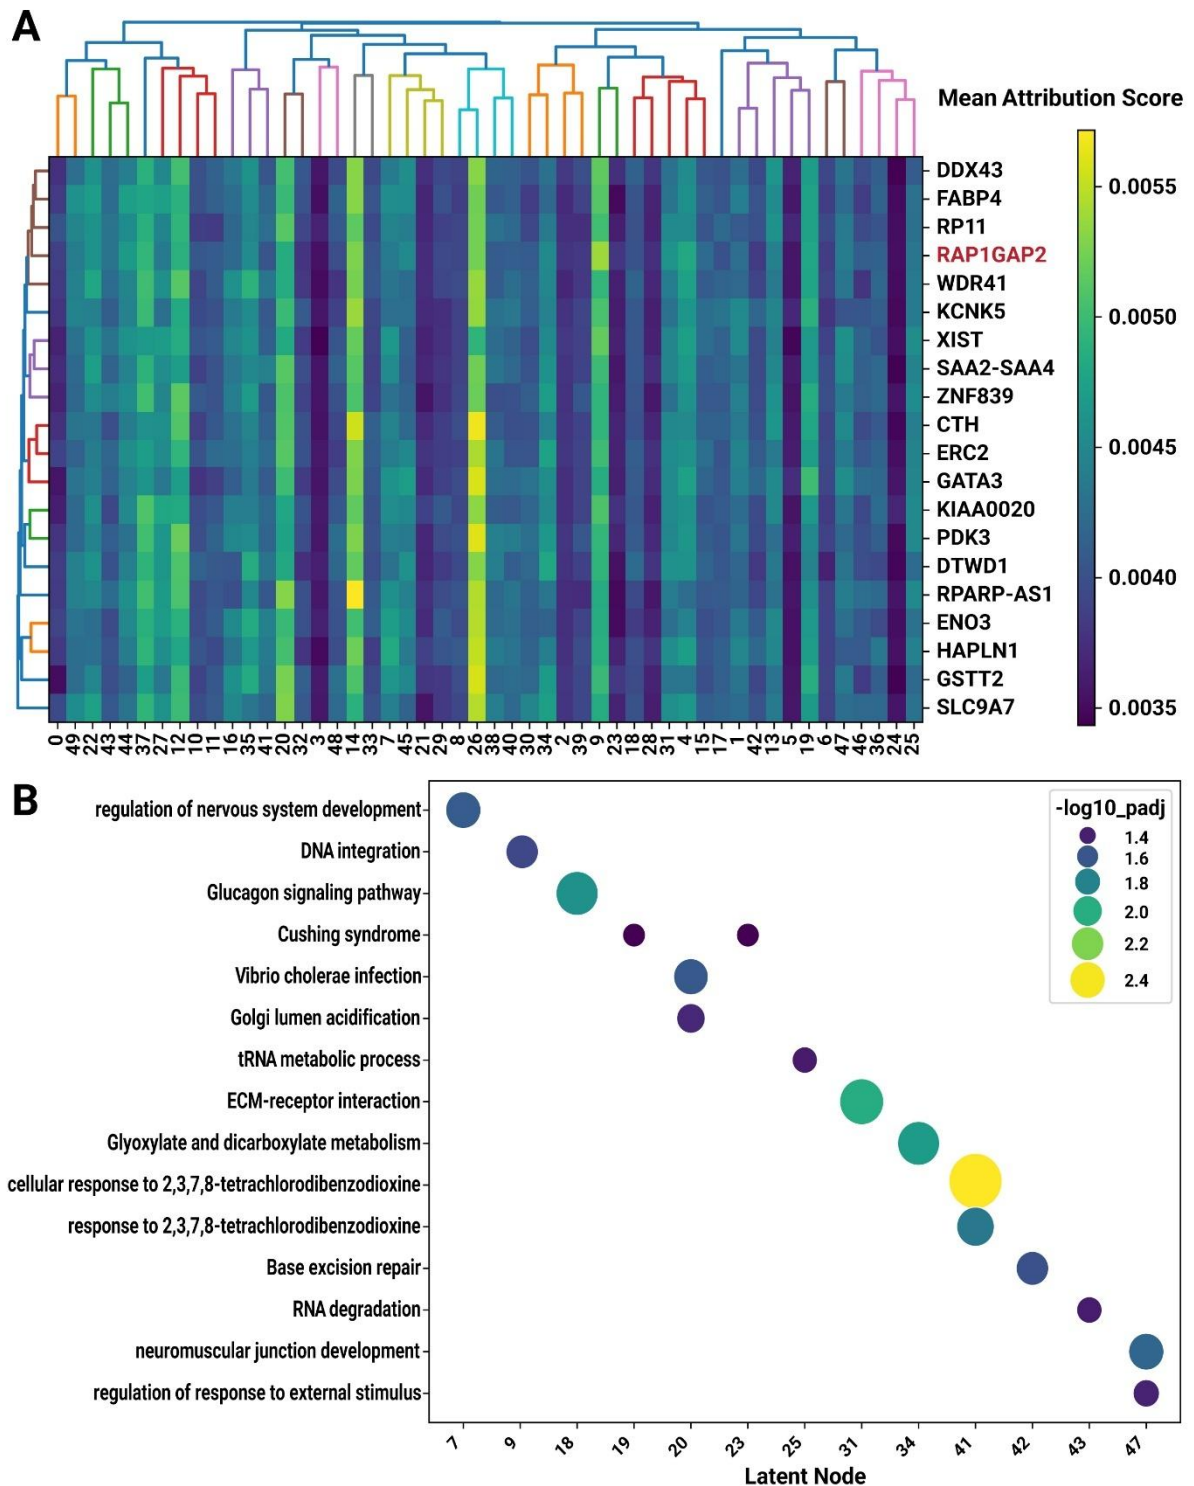 A
Mean Attribution Score
0.0055
0.0050
0.0045
0.0040
0.0035
DDX43
FABP4
RP11
RAP1GAP2
WDR41
KCNK5
XIST
SAA2-SAA4
ZNF839
CTH
ERC2
GATA3
KIAA0020
PDK3
DTWD1
RPARP-AS1
ENO3
HAPLN1
GSTT2
SLC9A7
0 49 22 43 44 37 27 12 10 11 16 35 41 20 32 3 48 14 33 7 45 21 29 8 26 38 40 30 34 2 39 9 23 18 28 31 4 15 17 1 42 13 5 19 6 47 46 36 24 25
B
regulation of nervous system development
DNA integration
Glucagon signaling pathway
Cushing syndrome
Vibrio cholerae infection
Golgi lumen acidification
tRNA metabolic process
ECM-receptor interaction
Glyoxylate and dicarboxylate metabolism
cellular response to 2,3,7,8-tetrachlorodibenzodioxine
response to 2,3,7,8-tetrachlorodibenzodioxine
Base excision repair
RNA degradation
neuromuscular junction development
regulation of response to external stimulus
-log10_padj
1.4
1.6
1.8
2.0
2.2
2.4
7 9 18 19 20 23 25 31 34 41 42 43 47
Latent Node